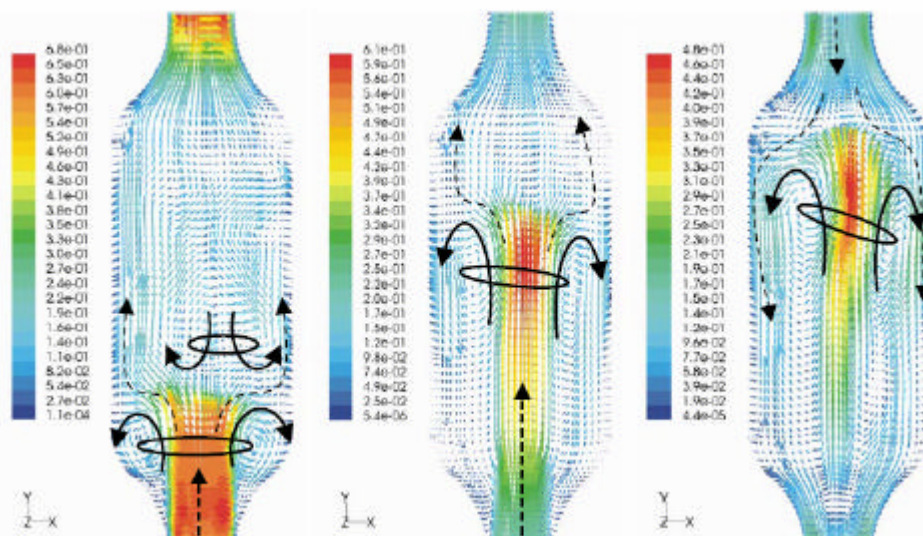 6.8e-01
6.5e-01
6.3e-01
6.0e-01
5.7e-01
5.4e-01
5.2e-01
4.9e-01
4.6e-01
4.3e-01
4.1e-01
3.8e-01
3.5e-01
3.3e-01
3.0e-01
2.7e-01
2.4e-01
2.2e-01
1.9e-01
1.6e-01
1.4e-01
1.1e-01
8.2e-02
5.4e-02
2.7e-02
1.1e-04
Y
Z X
6.1e-01
5.9e-01
5.6e-01
5.4e-01
5.1e-01
4.9e-01
4.7e-01
4.4e-01
4.2e-01
3.9e-01
3.7e-01
3.4e-01
3.2e-01
2.9e-01
2.7e-01
2.5e-01
2.2e-01
2.0e-01
1.7e-01
1.5e-01
1.2e-01
9.8e-02
7.4e-02
4.9e-02
2.5e-02
5.4e-06
Y
Z X
4.8e-01
4.6e-01
4.4e-01
4.2e-01
4.0e-01
3.8e-01
3.7e-01
3.5e-01
3.3e-01
3.1e-01
2.9e-01
2.7e-01
2.5e-01
2.3e-01
2.1e-01
1.9e-01
1.7e-01
1.5e-01
1.3e-01
1.2e-01
9.6e-02
7.7e-02
5.8e-02
3.9e-02
1.9e-02
4.4e-05
Y
Z X